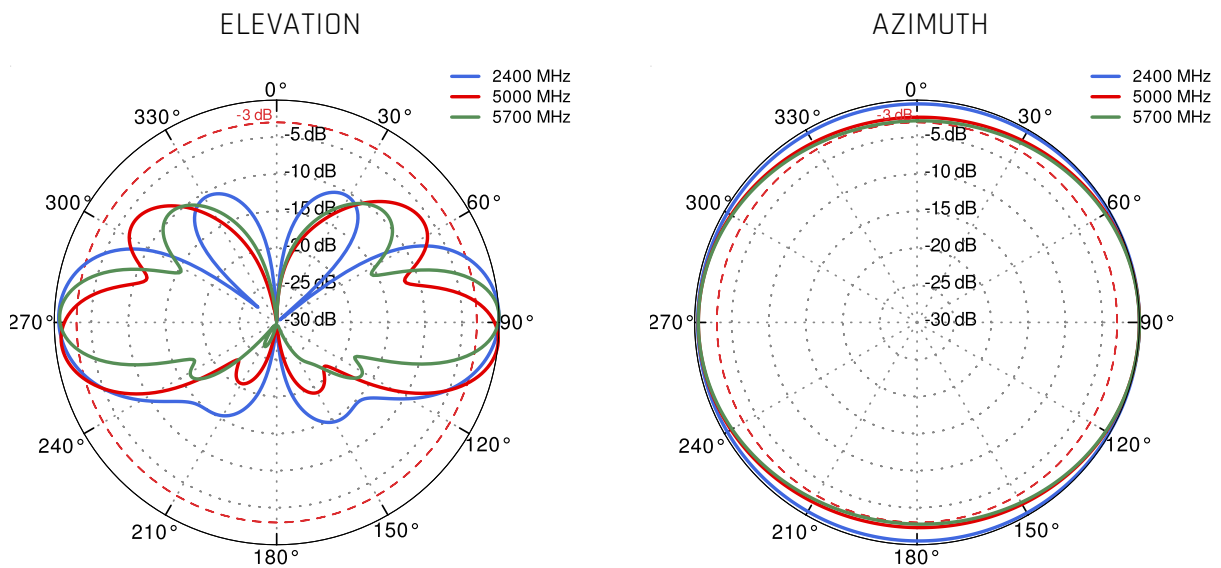 ELEVATION
2400 MHz
5000 MHz
5700 MHz
0°
-3 dB
330°
30°
-5 dB
-10 dB
300°
60°
-15 dB
-20 dB
-25 dB
270°
-30 dB
90°
240°
120°
210°
150°
180°
AZIMUTH
2400 MHz
5000 MHz
5700 MHz
0°
-3 dB
330°
30°
-5 dB
-10 dB
300°
60°
-15 dB
-20 dB
-25 dB
270°
-30 dB
90°
240°
120°
210°
150°
180°